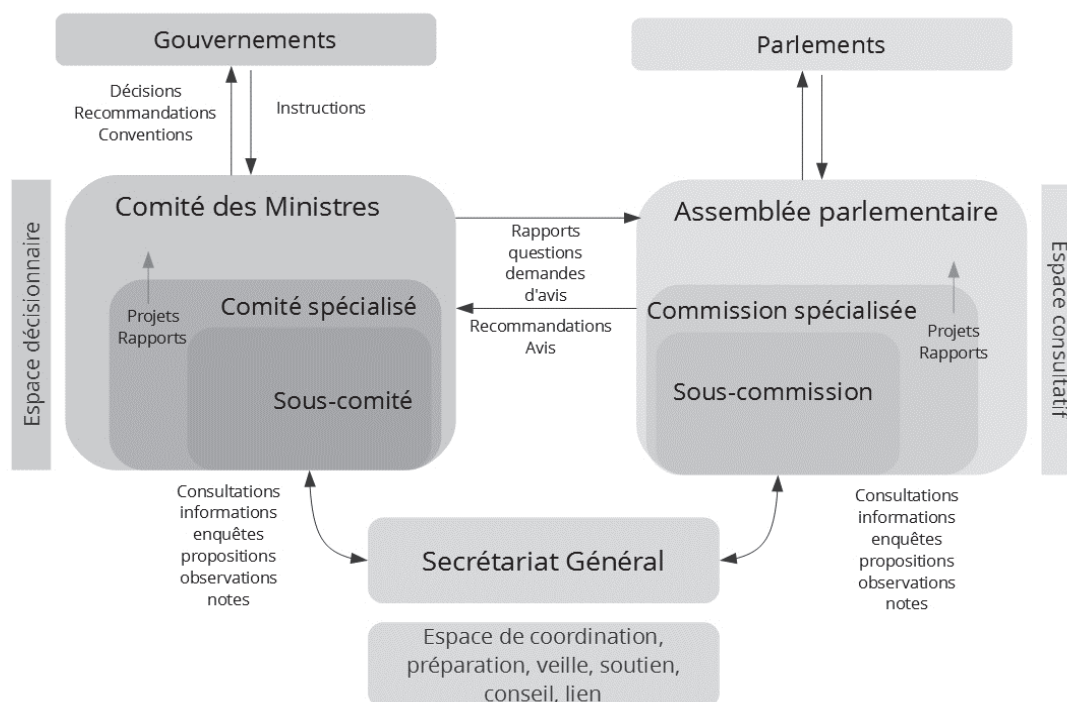 Gouvernements
Parlements
Décisions
Recommandations
Conventions
Instructions
Espace décisionnaire
Comité des Ministres
Projets
Rapports
Comité spécialisé
Sous-comité
Rapports
questions
demandes
d'avis
Recommandations
Avis
Assemblée parlementaire
Commission spécialisée
Projets
Rapports
Sous-commission
Espace consultatif
Consultations
informations
enquêtes
propositions
observations
notes
Secrétariat Général
Consultations
informations
enquêtes
propositions
observations
notes
Espace de coordination,
préparation, veille, soutien,
conseil, lien